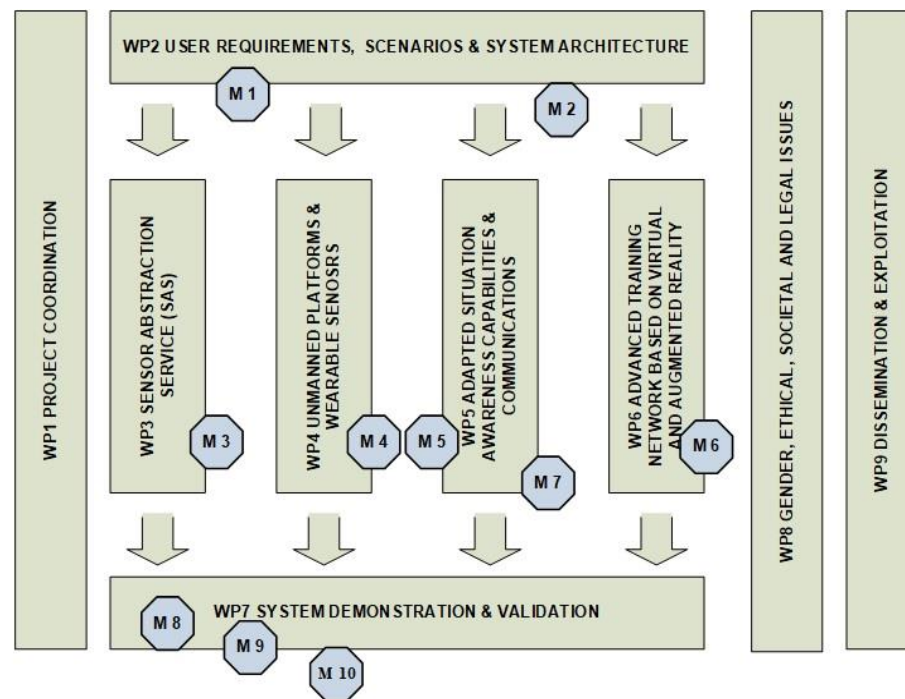 WP1 PROJECT COORDINATION
WP2 USER REQUIREMENTS, SCENARIOS & SYSTEM ARCHITECTURE
M 1
M 2
WP3 SENSOR ABSTRACTION
SERVICE (SAS)
M 3
WP4 UNMANNED PLATFORMS &
WEARABLE SENOSRS
M 4
WP5 ADAPTED SITUATION
AWARENESS CAPABILITIES &
COMMUNICATIONS
M 5
M 7
WP6 ADVANCED TRAINING
NETWORK BASED ON VIRTUAL
AND AUGMENTED REALITY
M 6
WP7 SYSTEM DEMONSTRATION & VALIDATION
M 8
M 9
M 10
WP8 GENDER, ETHICAL, SOCIETAL AND LEGAL ISSUES
WP9 DISSEMINATION & EXPLOITATION